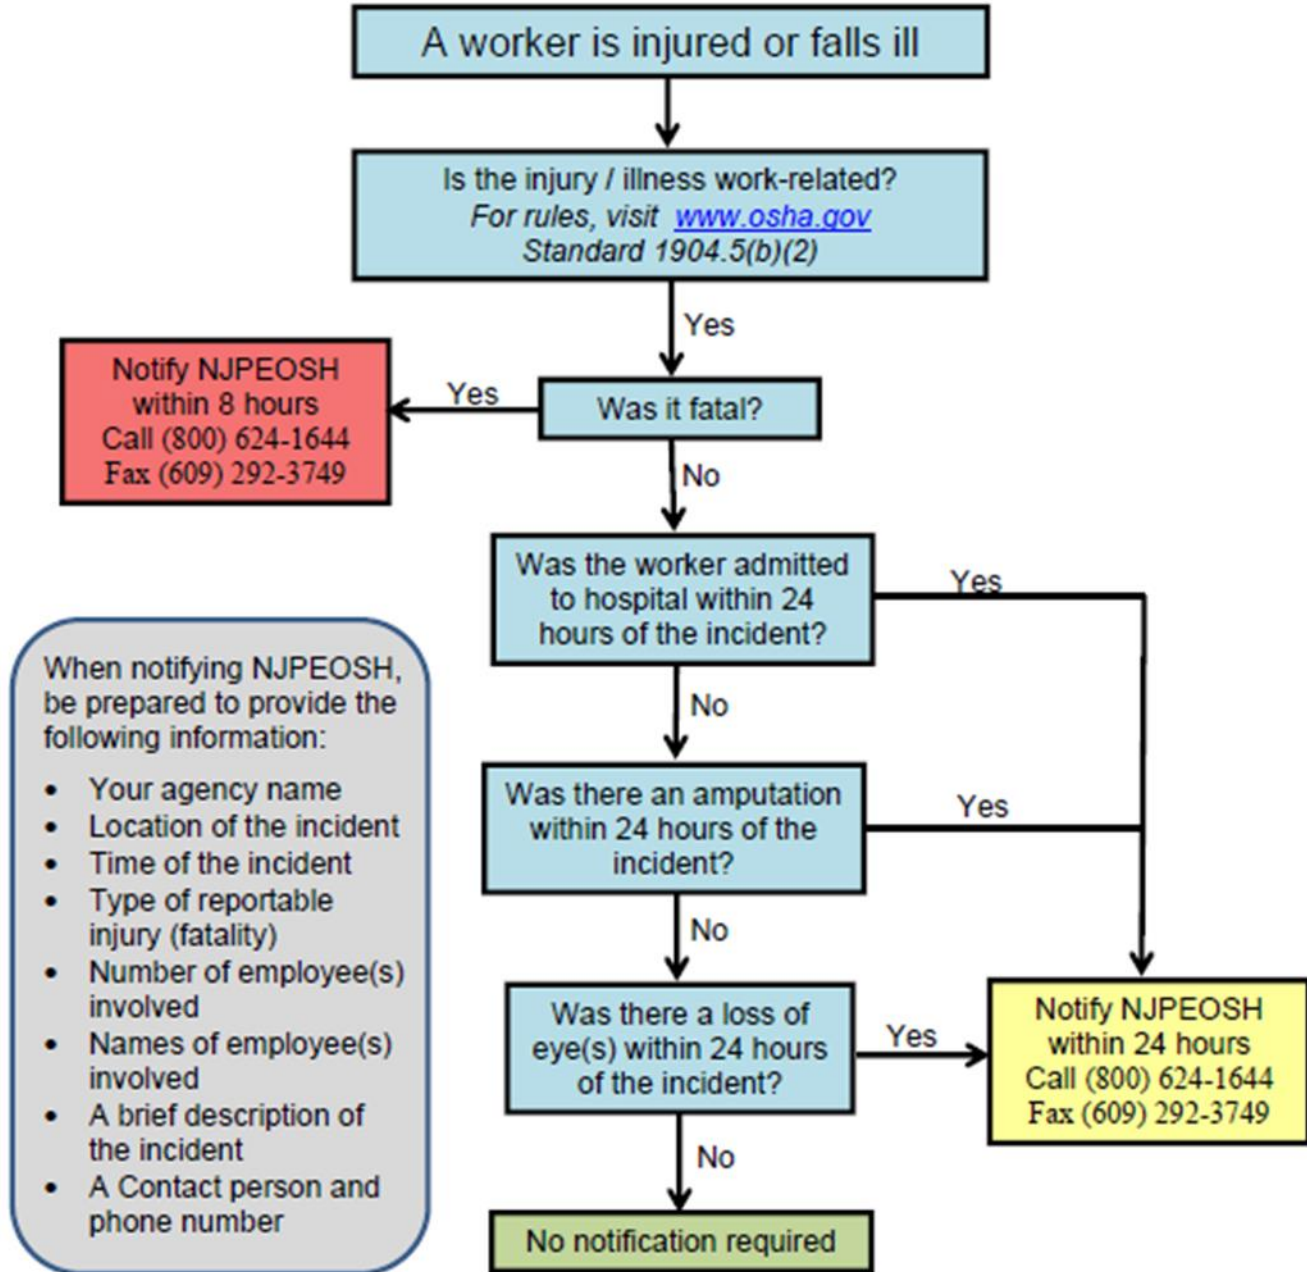 A worker is injured or falls ill
Is the injury / illness work-related?
For rules, visit www.osha.gov
Standard 1904.5(b)(2)
Yes
Was it fatal?
Yes
Notify NJPEOSH
within 8 hours
Call (800) 624-1644
Fax (609) 292-3749
No
Was the worker admitted
to hospital within 24
hours of the incident?
Yes
No
Was there an amputation
within 24 hours of the
incident?
Yes
No
Was there a loss of
eye(s) within 24 hours
of the incident?
Yes
Notify NJPEOSH
within 24 hours
Call (800) 624-1644
Fax (609) 292-3749
No
No notification required
When notifying NJPEOSH,
be prepared to provide the
following information:
• Your agency name
• Location of the incident
• Time of the incident
• Type of reportable
injury (fatality)
• Number of employee(s)
involved
• Names of employee(s)
involved
• A brief description of
the incident
• A Contact person and
phone number